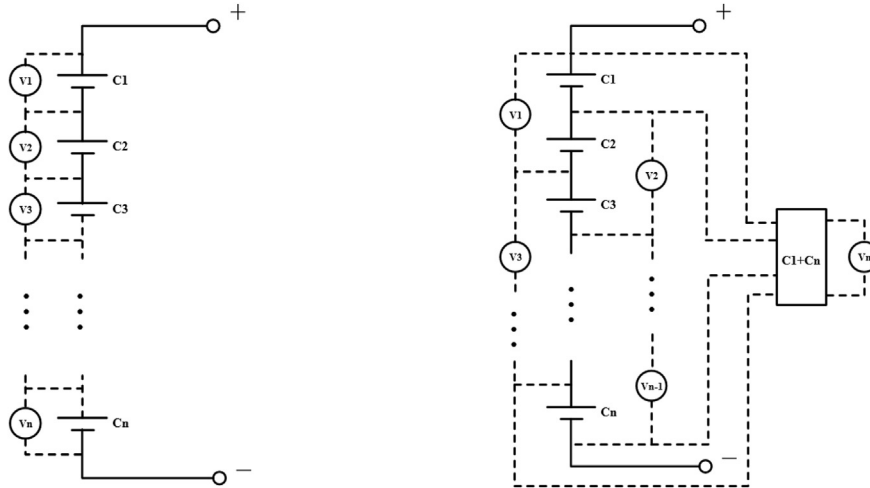 +
V1
C1
V2
C2
V3
C3
Vn
Cn
−
+
C1
V1
C2
V2
C3
V3
C1+Cn
Vn
Vn-1
Cn
−